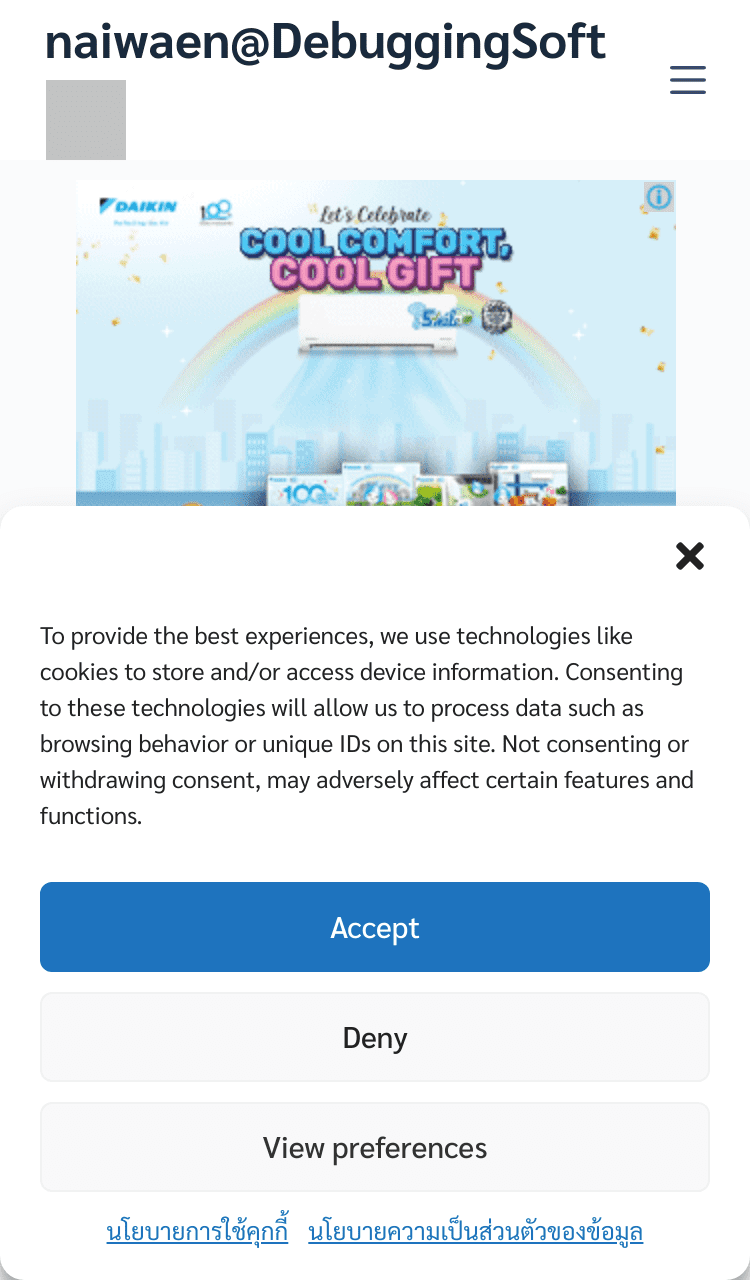 naiwaen@DebuggingSoft
DAIKIN
Let's Celebrate
COOL COMFORT,
COOL GIFT
To provide the best experiences, we use technologies like
cookies to store and/or access device information. Consenting
to these technologies will allow us to process data such as
browsing behavior or unique IDs on this site. Not consenting or
withdrawing consent, may adversely affect certain features and
functions.
Accept
Deny
View preferences
นโยบายการใช้คุกกี้ นโยบายความเป็นส่วนตัวของข้อมูล